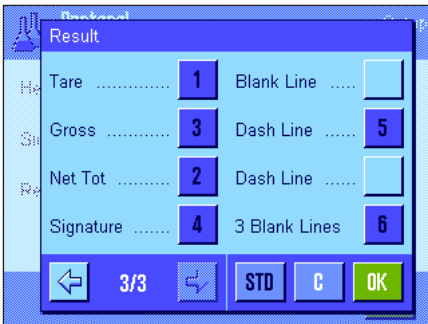 Protocol
Result
Tare ............. 1
Blank Line .....
Gross ............ 3
Dash Line ...... 5
Net Tot .......... 2
Dash Line ......
Signature ....... 4
3 Blank Lines 6
3/3
STD
C
OK